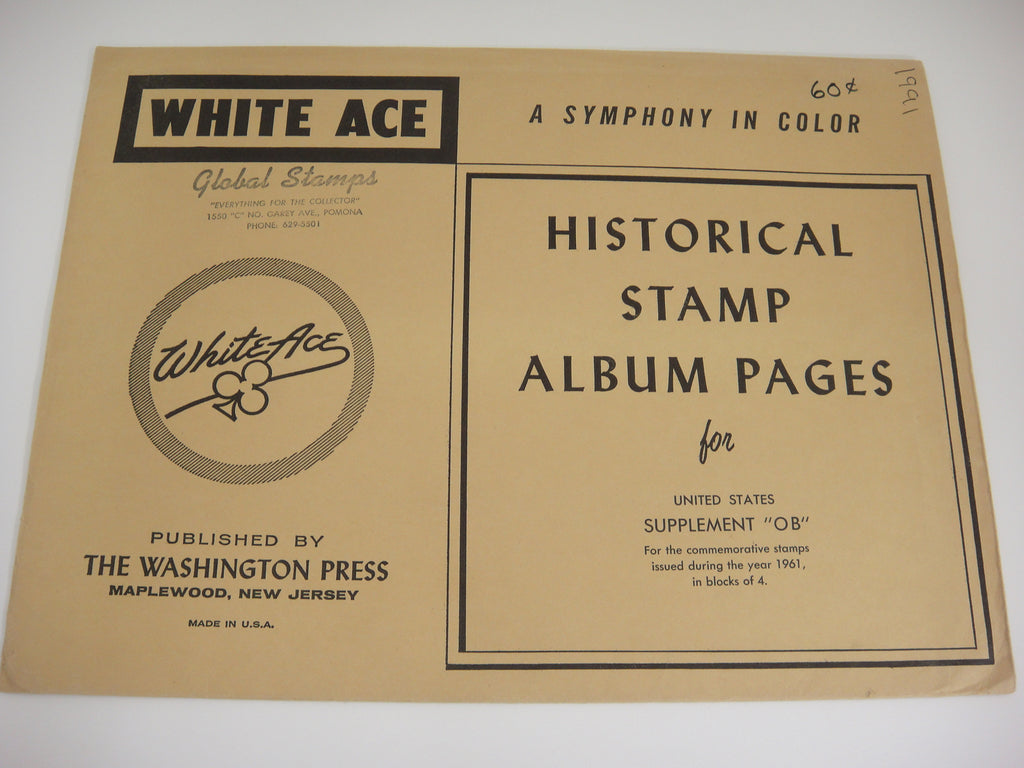 WHITE ACE
Global Stamps
"EVERYTHING FOR THE COLLECTOR"
1550 "C" NO. GAREY AVE., POMONA
PHONE: 629-5501
White Ace
PUBLISHED BY
THE WASHINGTON PRESS
MAPLEWOOD, NEW JERSEY
MADE IN U.S.A.
A SYMPHONY IN COLOR
60¢
1961
HISTORICAL
STAMP
ALBUM PAGES
for
UNITED STATES
SUPPLEMENT "OB"
For the commemorative stamps
issued during the year 1961,
in blocks of 4.